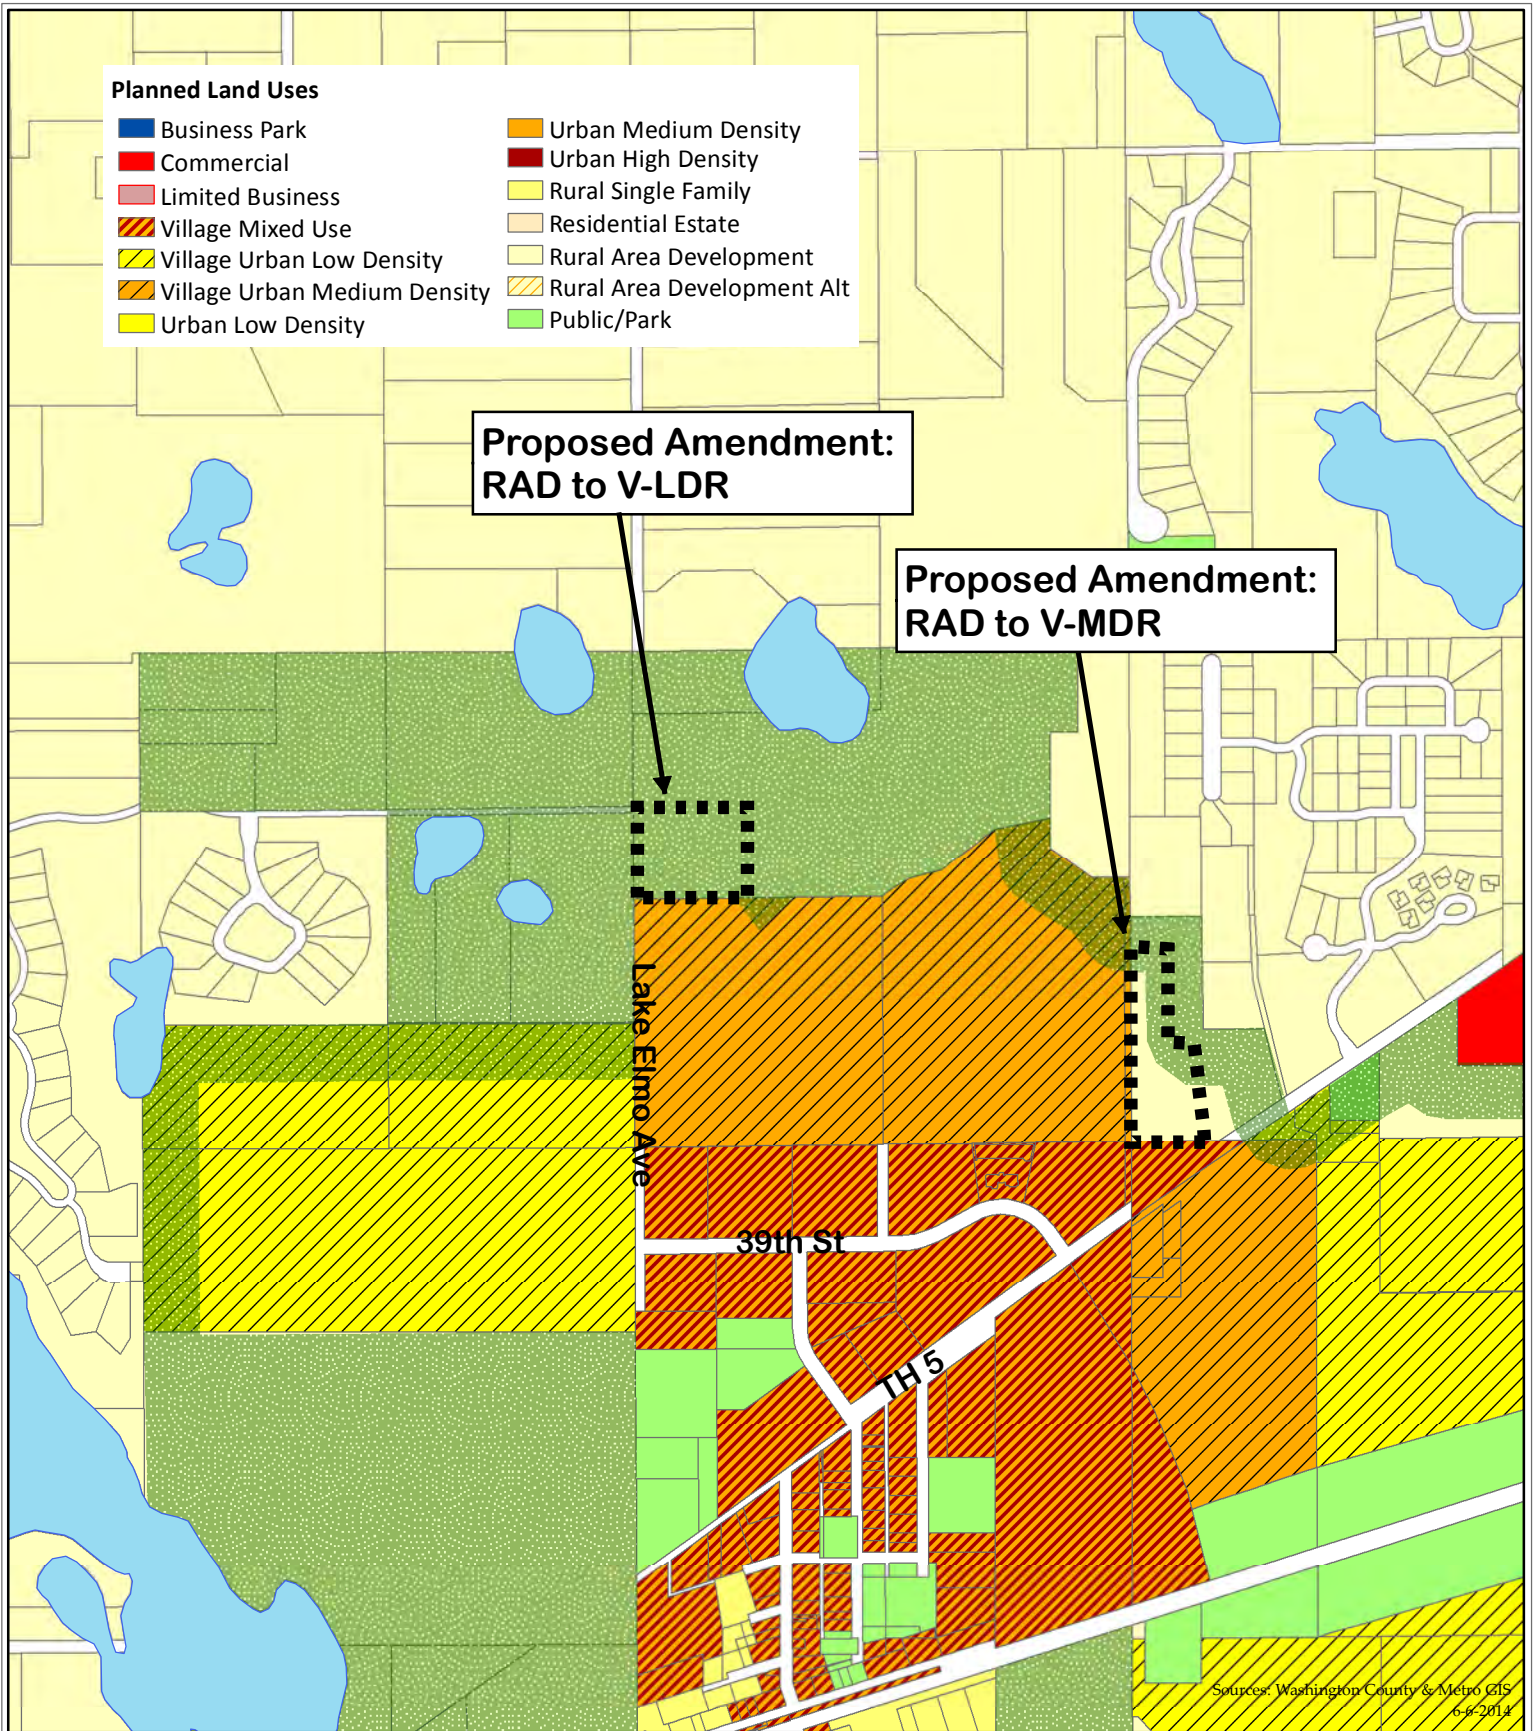 Planned Land Uses
Business Park
Commercial
Limited Business
Village Mixed Use
Village Urban Low Density
Village Urban Medium Density
Urban Low Density
Urban Medium Density
Urban High Density
Rural Single Family
Residential Estate
Rural Area Development
Rural Area Development Alt
Public/Park
Proposed Amendment:
RAD to V-LDR
Proposed Amendment:
RAD to V-MDR
Lake Elmo Ave
39th St
TH 5
Sources: Washington County & Metro GIS
6-6-2014